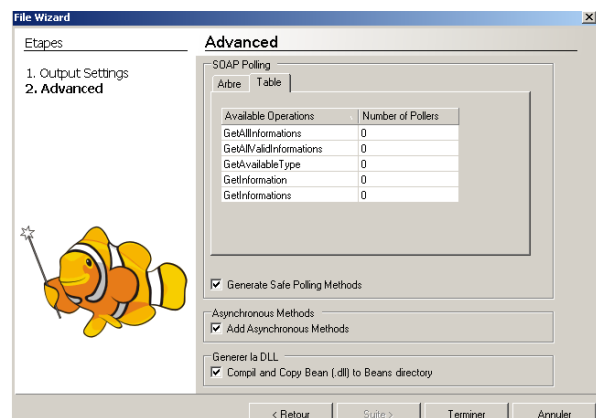 File Wizard
Etapes
1. Output Settings
2. Advanced
Advanced
SOAP Polling
Arbre Table
Available Operations Number of Pollers
GetAllInformations 0
GetAllValidInformations 0
GetAvailableType 0
GetInformation 0
GetInformations 0
Generate Safe Polling Methods
Asynchronous Methods
Add Asynchronous Methods
Generer la DLL
Compil and Copy Bean (.dll) to Beans directory
< Retour Suite > Terminer Annuler